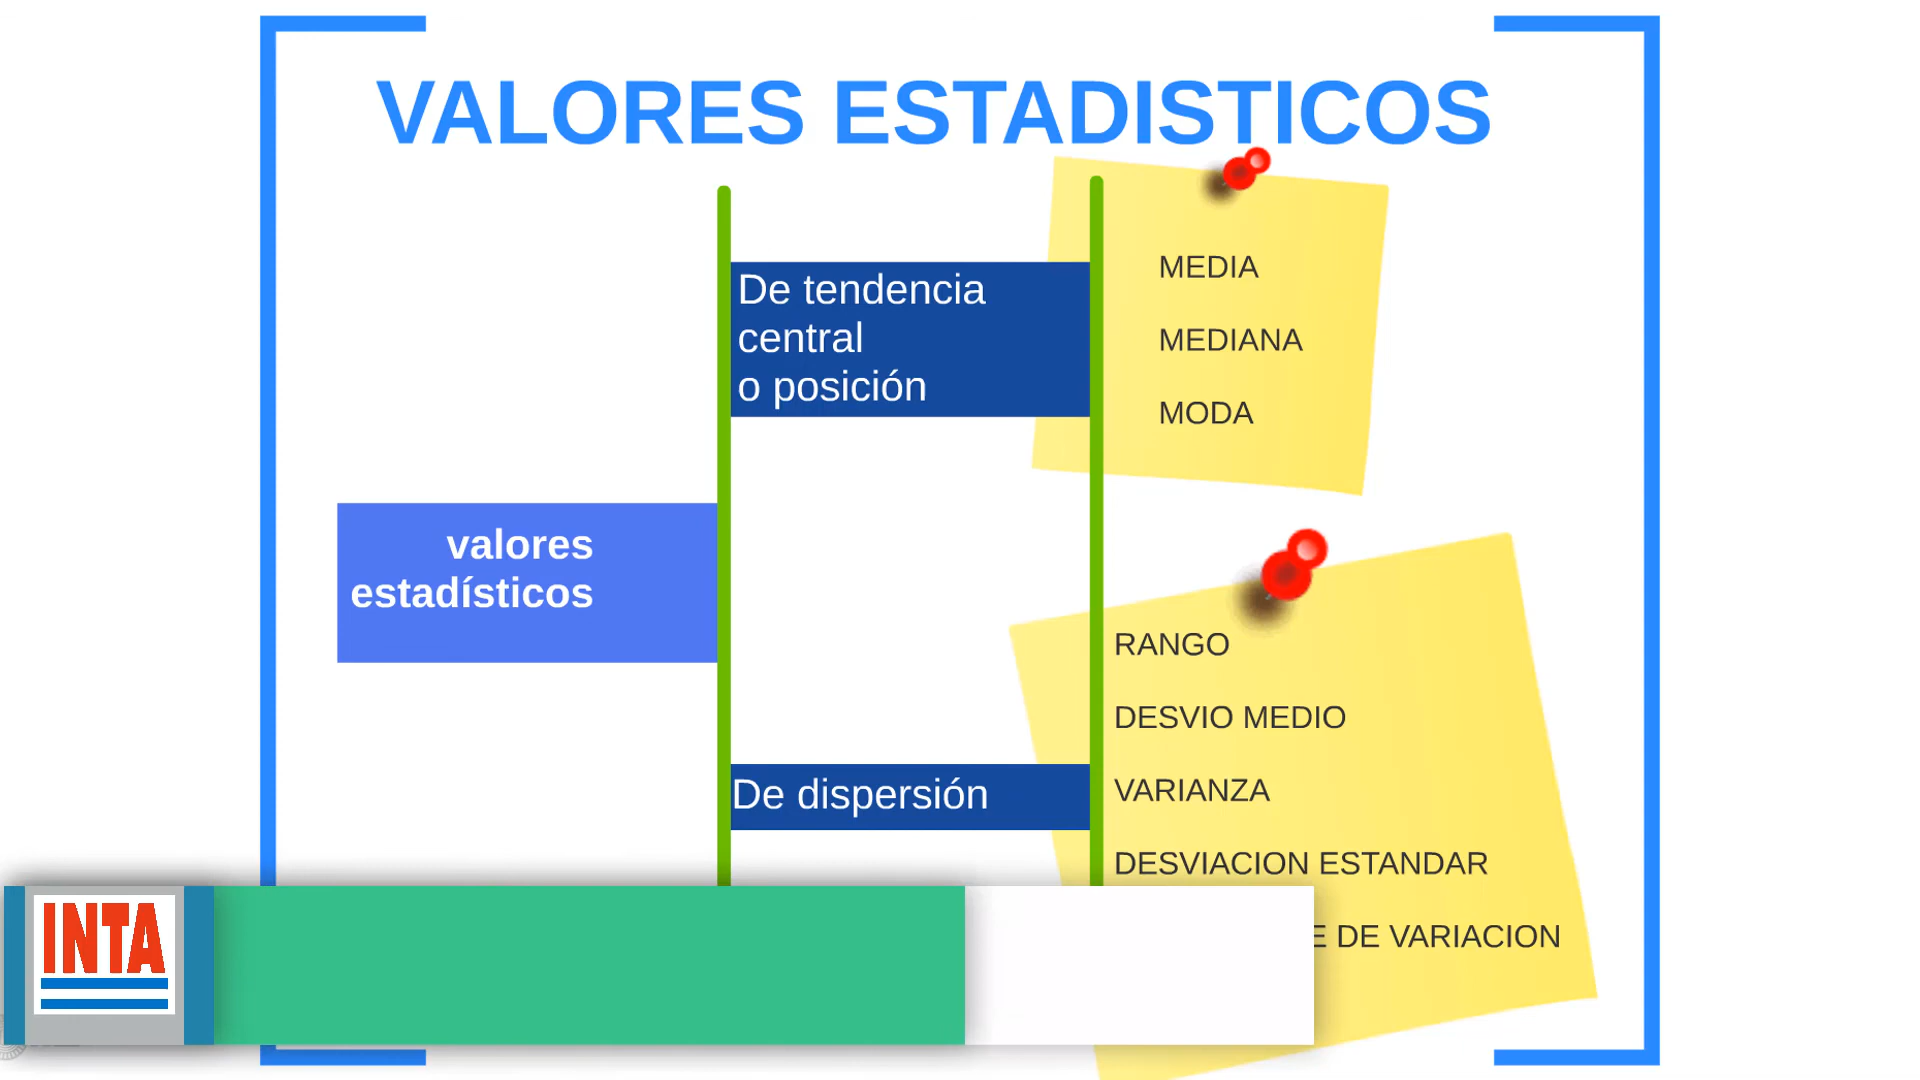 VALORES ESTADISTICOS
De tendencia
central
o posición
MEDIA
MEDIANA
MODA
valores
estadísticos
De dispersión
RANGO
DESVIO MEDIO
VARIANZA
DESVIACION ESTANDAR
DE VARIACION
INTA